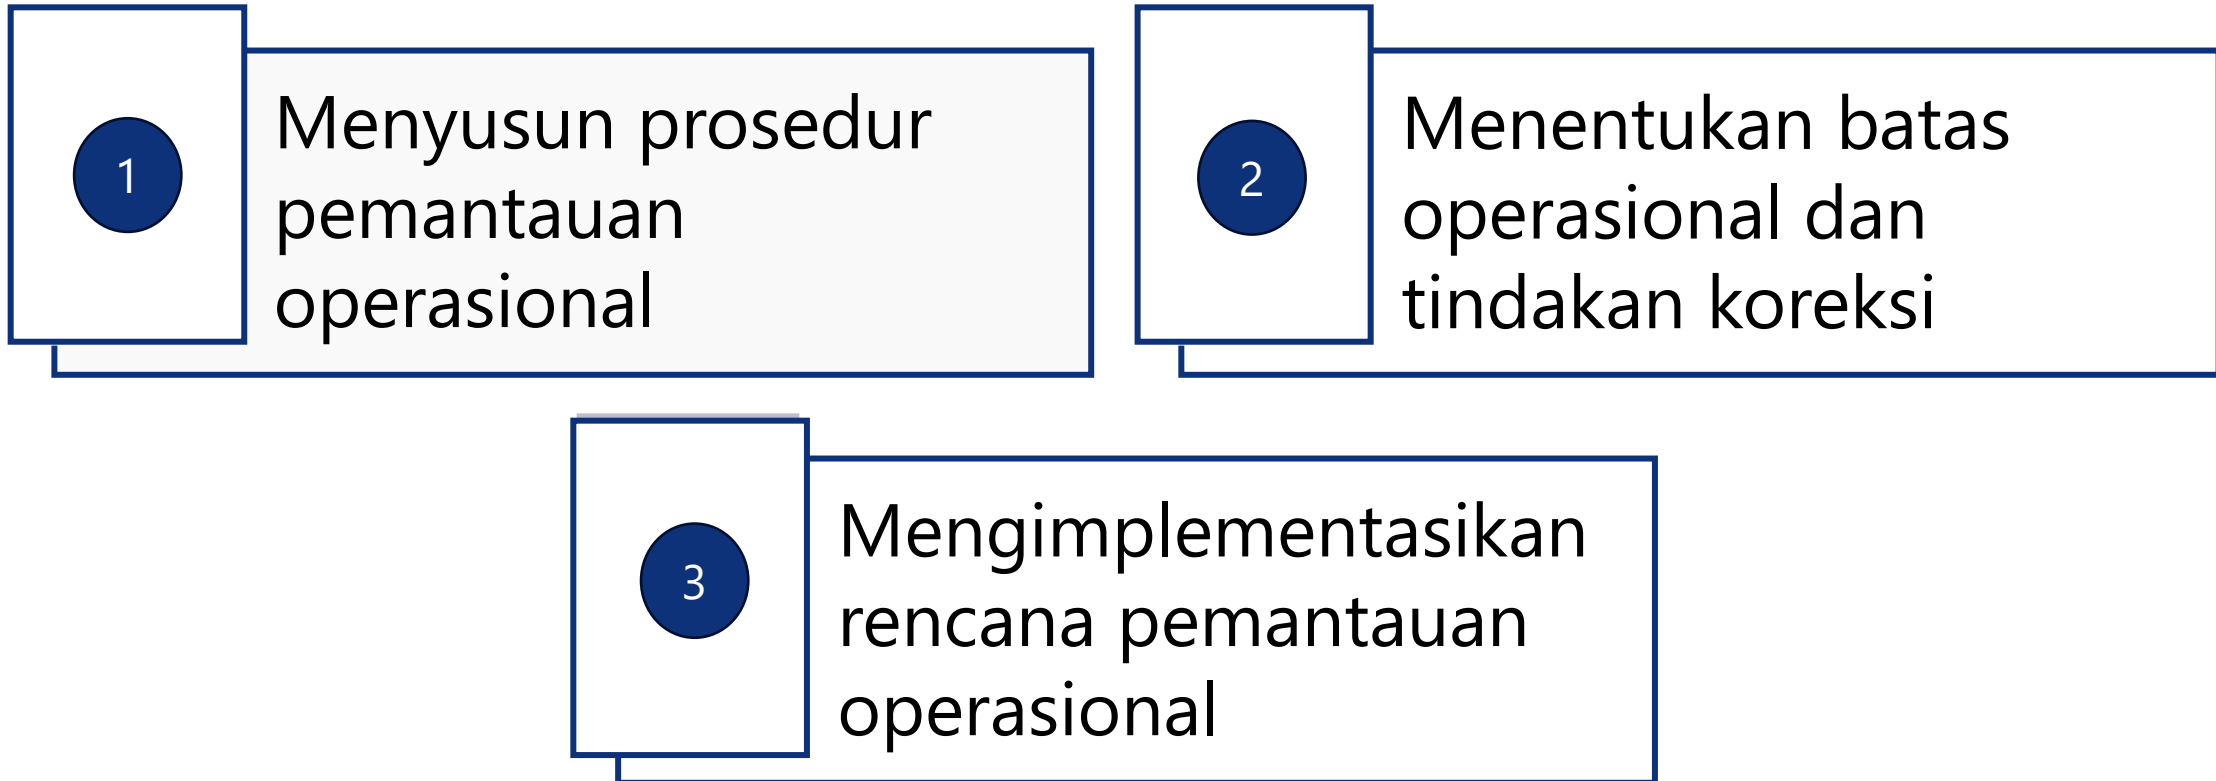 1
Menyusun prosedur
pemantauan
operasional
2
Menentukan batas
operasional dan
tindakan koreksi
3
Mengimplementasikan
rencana pemantauan
operasional